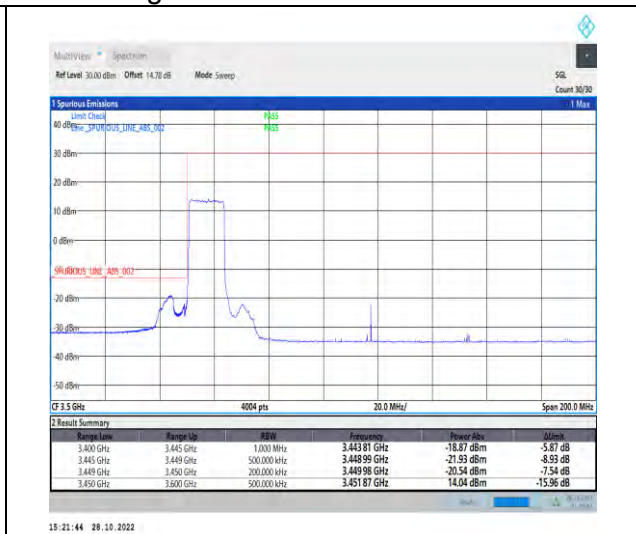 MultiView Spectrum
Ref Level 30.00 dBm Offset 14.78 dB Mode Sweep SGL
Count 30/30
1 Spurious Emissions 1 Max
Limit Check PASS
40 dBm Line _SPURIOUS_LINE_ABS_002 PASS
30 dBm
20 dBm
10 dBm
0 dBm
_SPURIOUS_LINE_ABS_002
-20 dBm
-30 dBm
-40 dBm
-50 dBm
CF 3.5 GHz 4004 pts 20.0 MHz/ Span 200.0 MHz
2 Result Summary
Range Low Range Up RBW Frequency Power Abs ΔLimit
3.400 GHz 3.445 GHz 1.000 MHz 3.443 81 GHz -18.87 dBm -5.87 dB
3.445 GHz 3.449 GHz 500.000 kHz 3.448 99 GHz -21.93 dBm -8.93 dB
3.449 GHz 3.450 GHz 200.000 kHz 3.449 98 GHz -20.54 dBm -7.54 dB
3.450 GHz 3.600 GHz 500.000 kHz 3.451 87 GHz 14.04 dBm -15.96 dB
15:21:44 28.10.2022